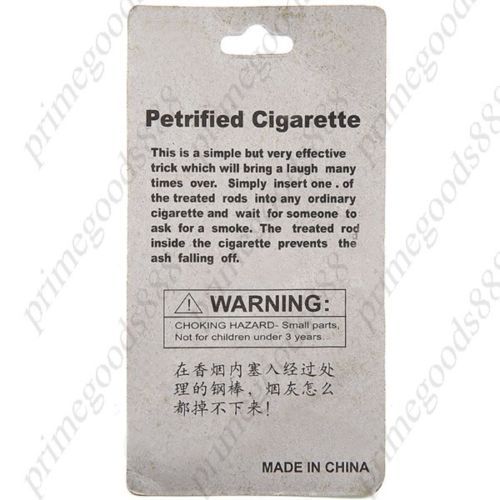 Petrified Cigarette
This is a simple but very effective
trick which will bring a laugh many
times over. Simply insert one . of
the treated rods into any ordinary
cigarette and wait for someone to
ask for a smoke. The treated rod
inside the cigarette prevents the
ash falling off.
WARNING:
CHOKING HAZARD- Small parts,
Not for children under 3 years.
在香烟内塞入经过处
理的钢棒，烟灰怎么
都掉不下来！
MADE IN CHINA
primegoods888